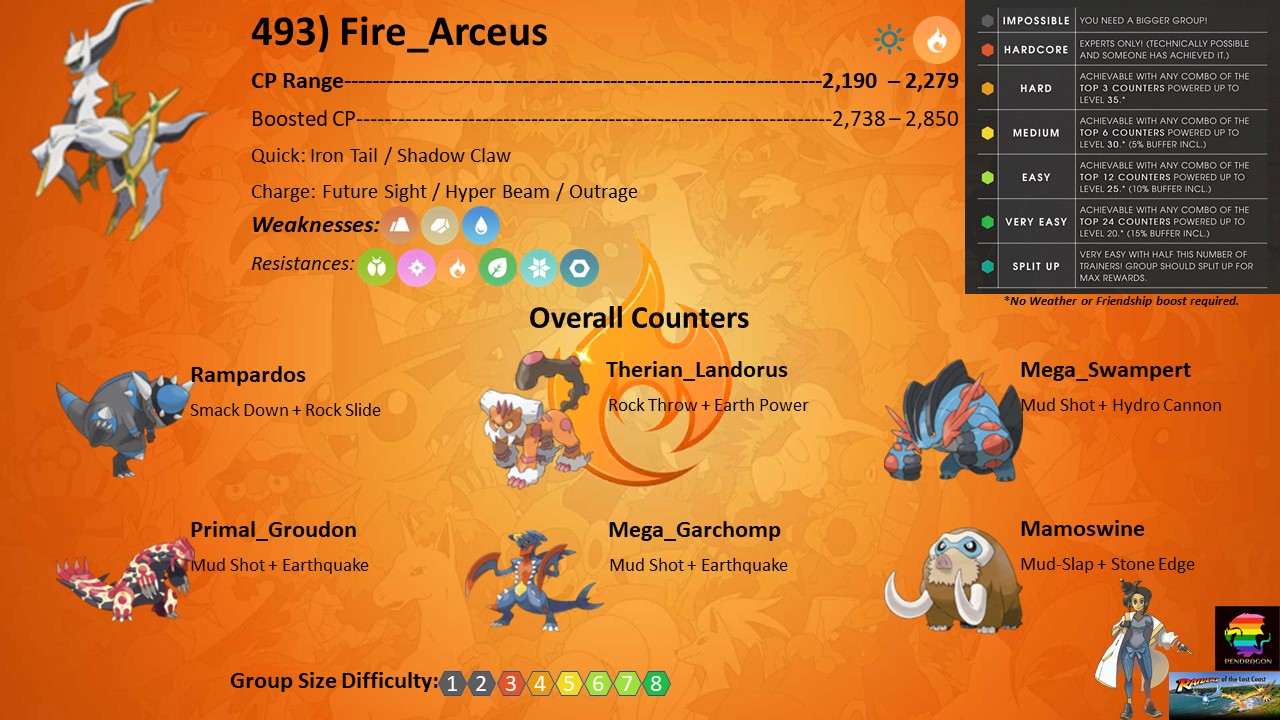 493) Fire_Arceus
CP Range--------------------------------------------------------------------2,190 – 2,279
Boosted CP--------------------------------------------------------------------2,738 – 2,850
Quick: Iron Tail / Shadow Claw
Charge: Future Sight / Hyper Beam / Outrage
Weaknesses:
Resistances:
IMPOSSIBLE YOU NEED A BIGGER GROUP!
HARDCORE EXPERTS ONLY! (TECHNICALLY POSSIBLE
AND SOMEONE HAS ACHIEVED IT.)
HARD ACHIEVABLE WITH ANY COMBO OF THE
TOP 3 COUNTERS POWERED UP TO
LEVEL 35.*
MEDIUM ACHIEVABLE WITH ANY COMBO OF THE
TOP 6 COUNTERS POWERED UP TO
LEVEL 30.* (5% BUFFER INCL.)
EASY ACHIEVABLE WITH ANY COMBO OF THE
TOP 12 COUNTERS POWERED UP TO
LEVEL 25.* (10% BUFFER INCL.)
VERY EASY ACHIEVABLE WITH ANY COMBO OF THE
TOP 24 COUNTERS POWERED UP TO
LEVEL 20.* (15% BUFFER INCL.)
SPLIT UP VERY EASY WITH HALF THIS NUMBER OF
TRAINERS! GROUP SHOULD SPLIT UP FOR
MAX REWARDS.
*No Weather or Friendship boost required.
Overall Counters
Rampardos
Smack Down + Rock Slide
Therian_Landorus
Rock Throw + Earth Power
Mega_Swampert
Mud Shot + Hydro Cannon
Primal_Groudon
Mud Shot + Earthquake
Mega_Garchomp
Mud Shot + Earthquake
Mamoswine
Mud-Slap + Stone Edge
Group Size Difficulty: 1 2 3 4 5 6 7 8
PENDRAGON
RAIDERS of the Lost Coast